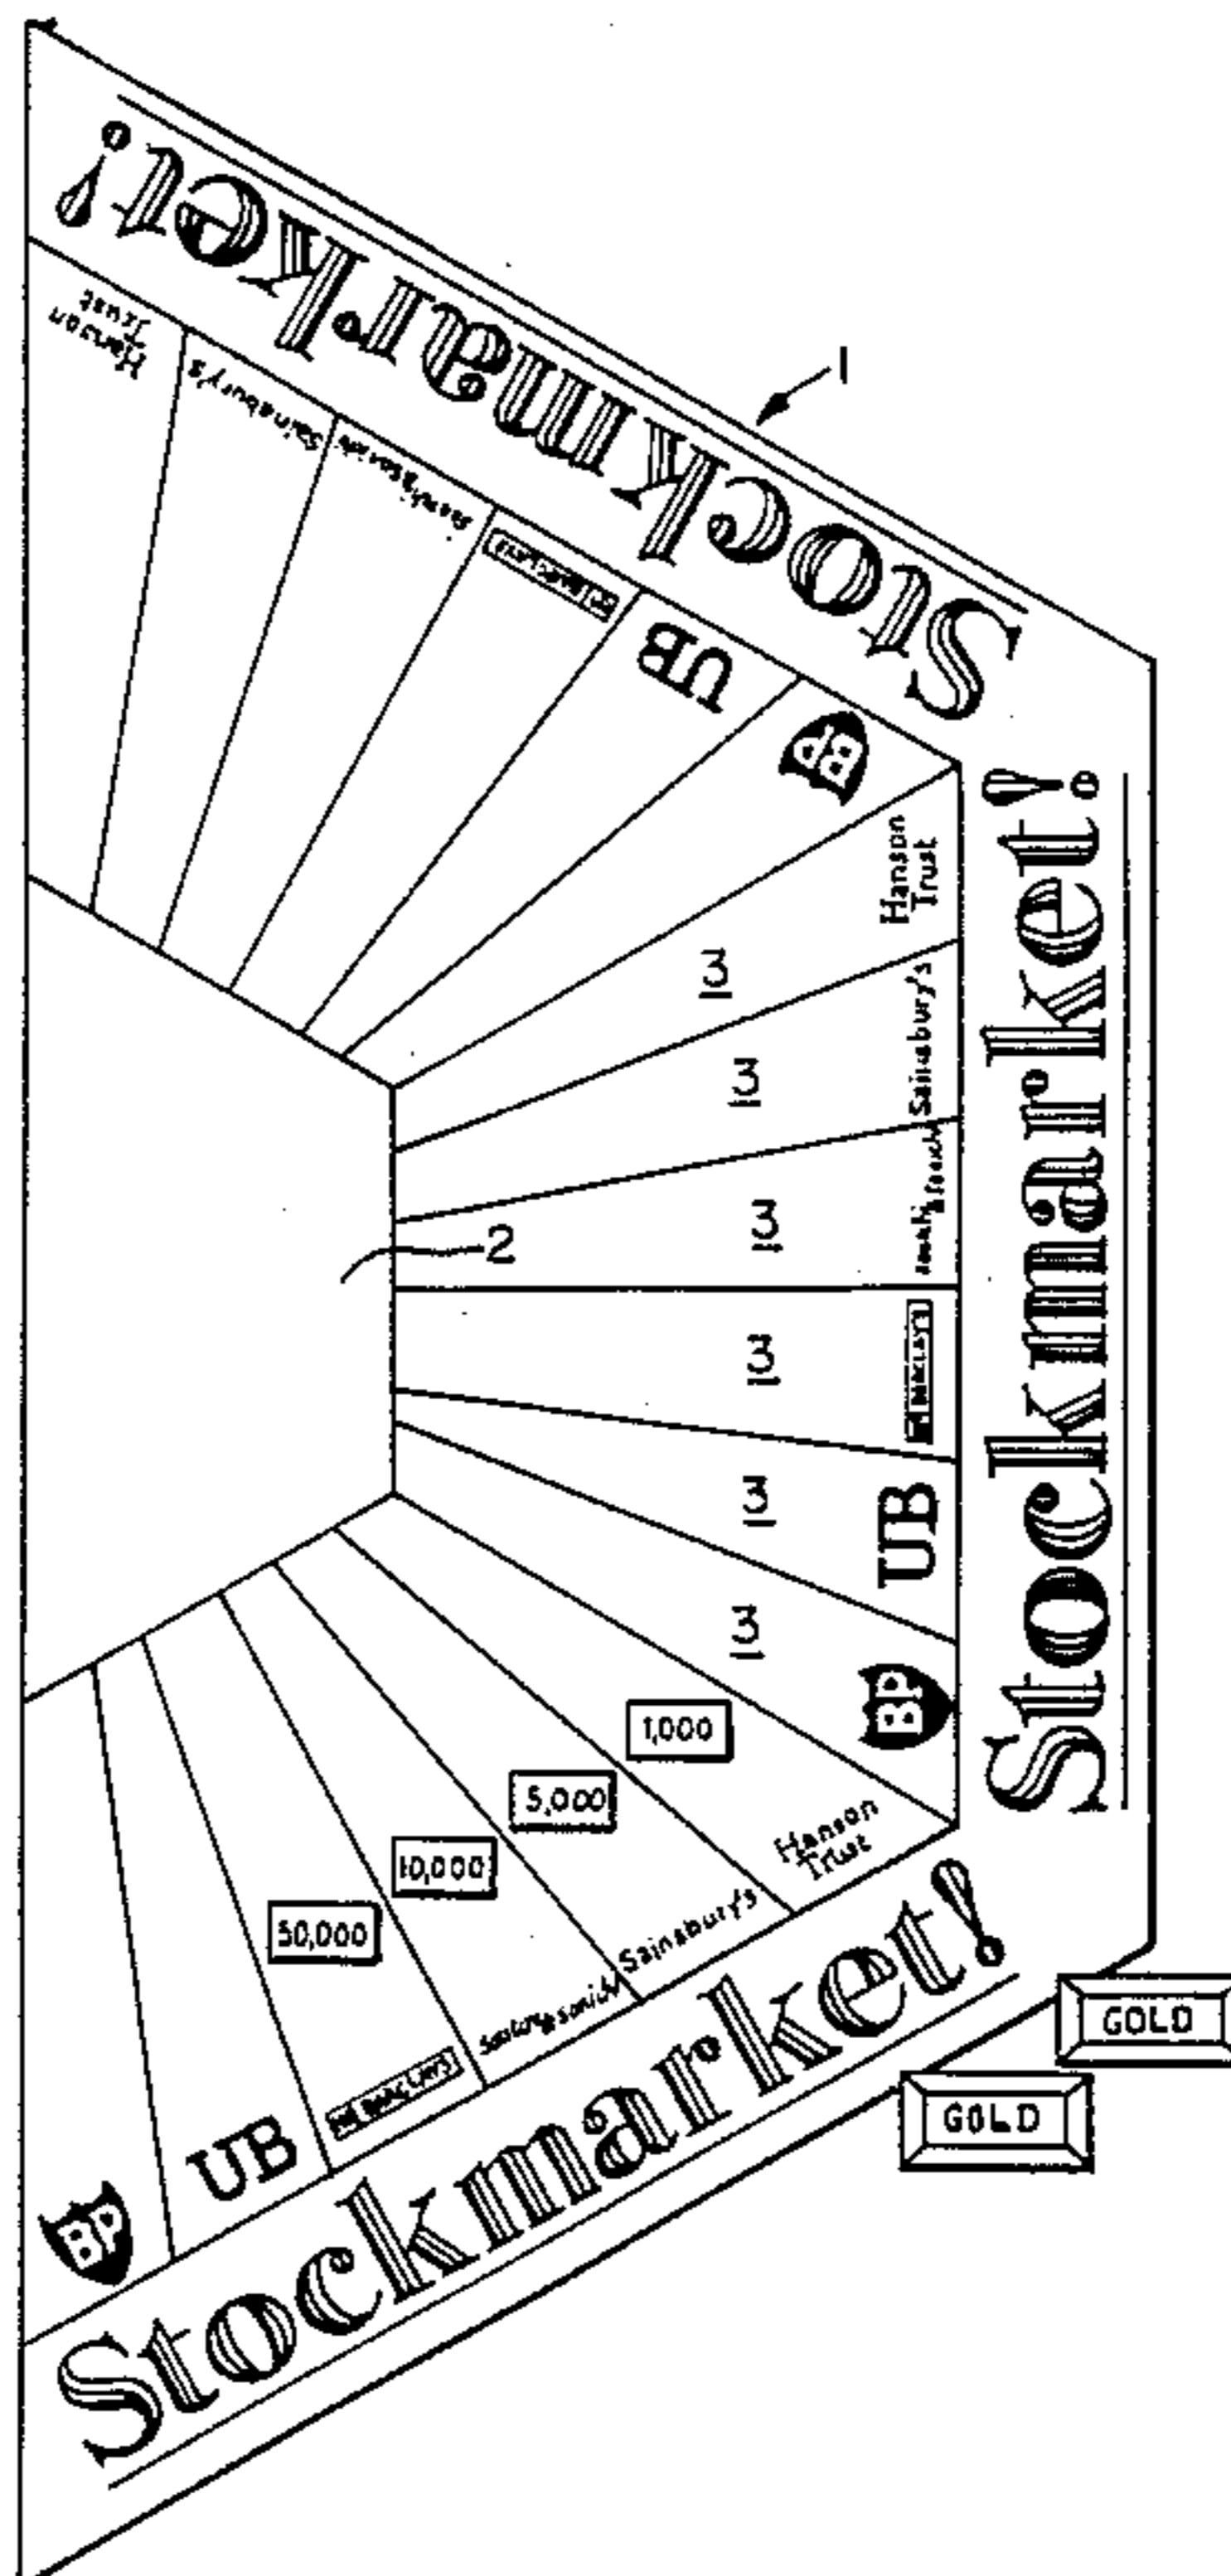 Stockmarket!
Hanson
Trust
Sainsbury's
BARCLAYS
UB
BP
1
Stockmarket!
Hanson
Trust
Sainsbury's
BARCLAYS
UB
BP
3
3
3
3
3
3
2
Stockmarket!
Hanson
Trust
Sainsbury's
BARCLAYS
UB
BP
1,000
5,000
10,000
50,000
GOLD
GOLD